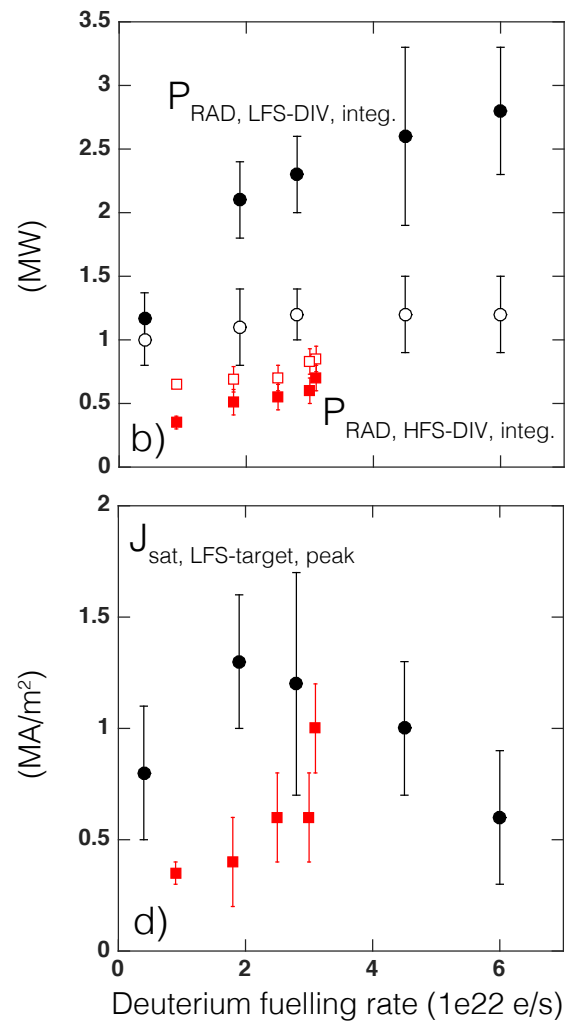 3.5
3
2.5
2
1.5
1
0.5
0
(MW)
P RAD, LFS-DIV, integ.
P RAD, HFS-DIV, integ.
b)
2
1.5
1
0.5
0
(MA/m²)
J sat, LFS-target, peak
d)
0 2 4 6
Deuterium fuelling rate (1e22 e/s)